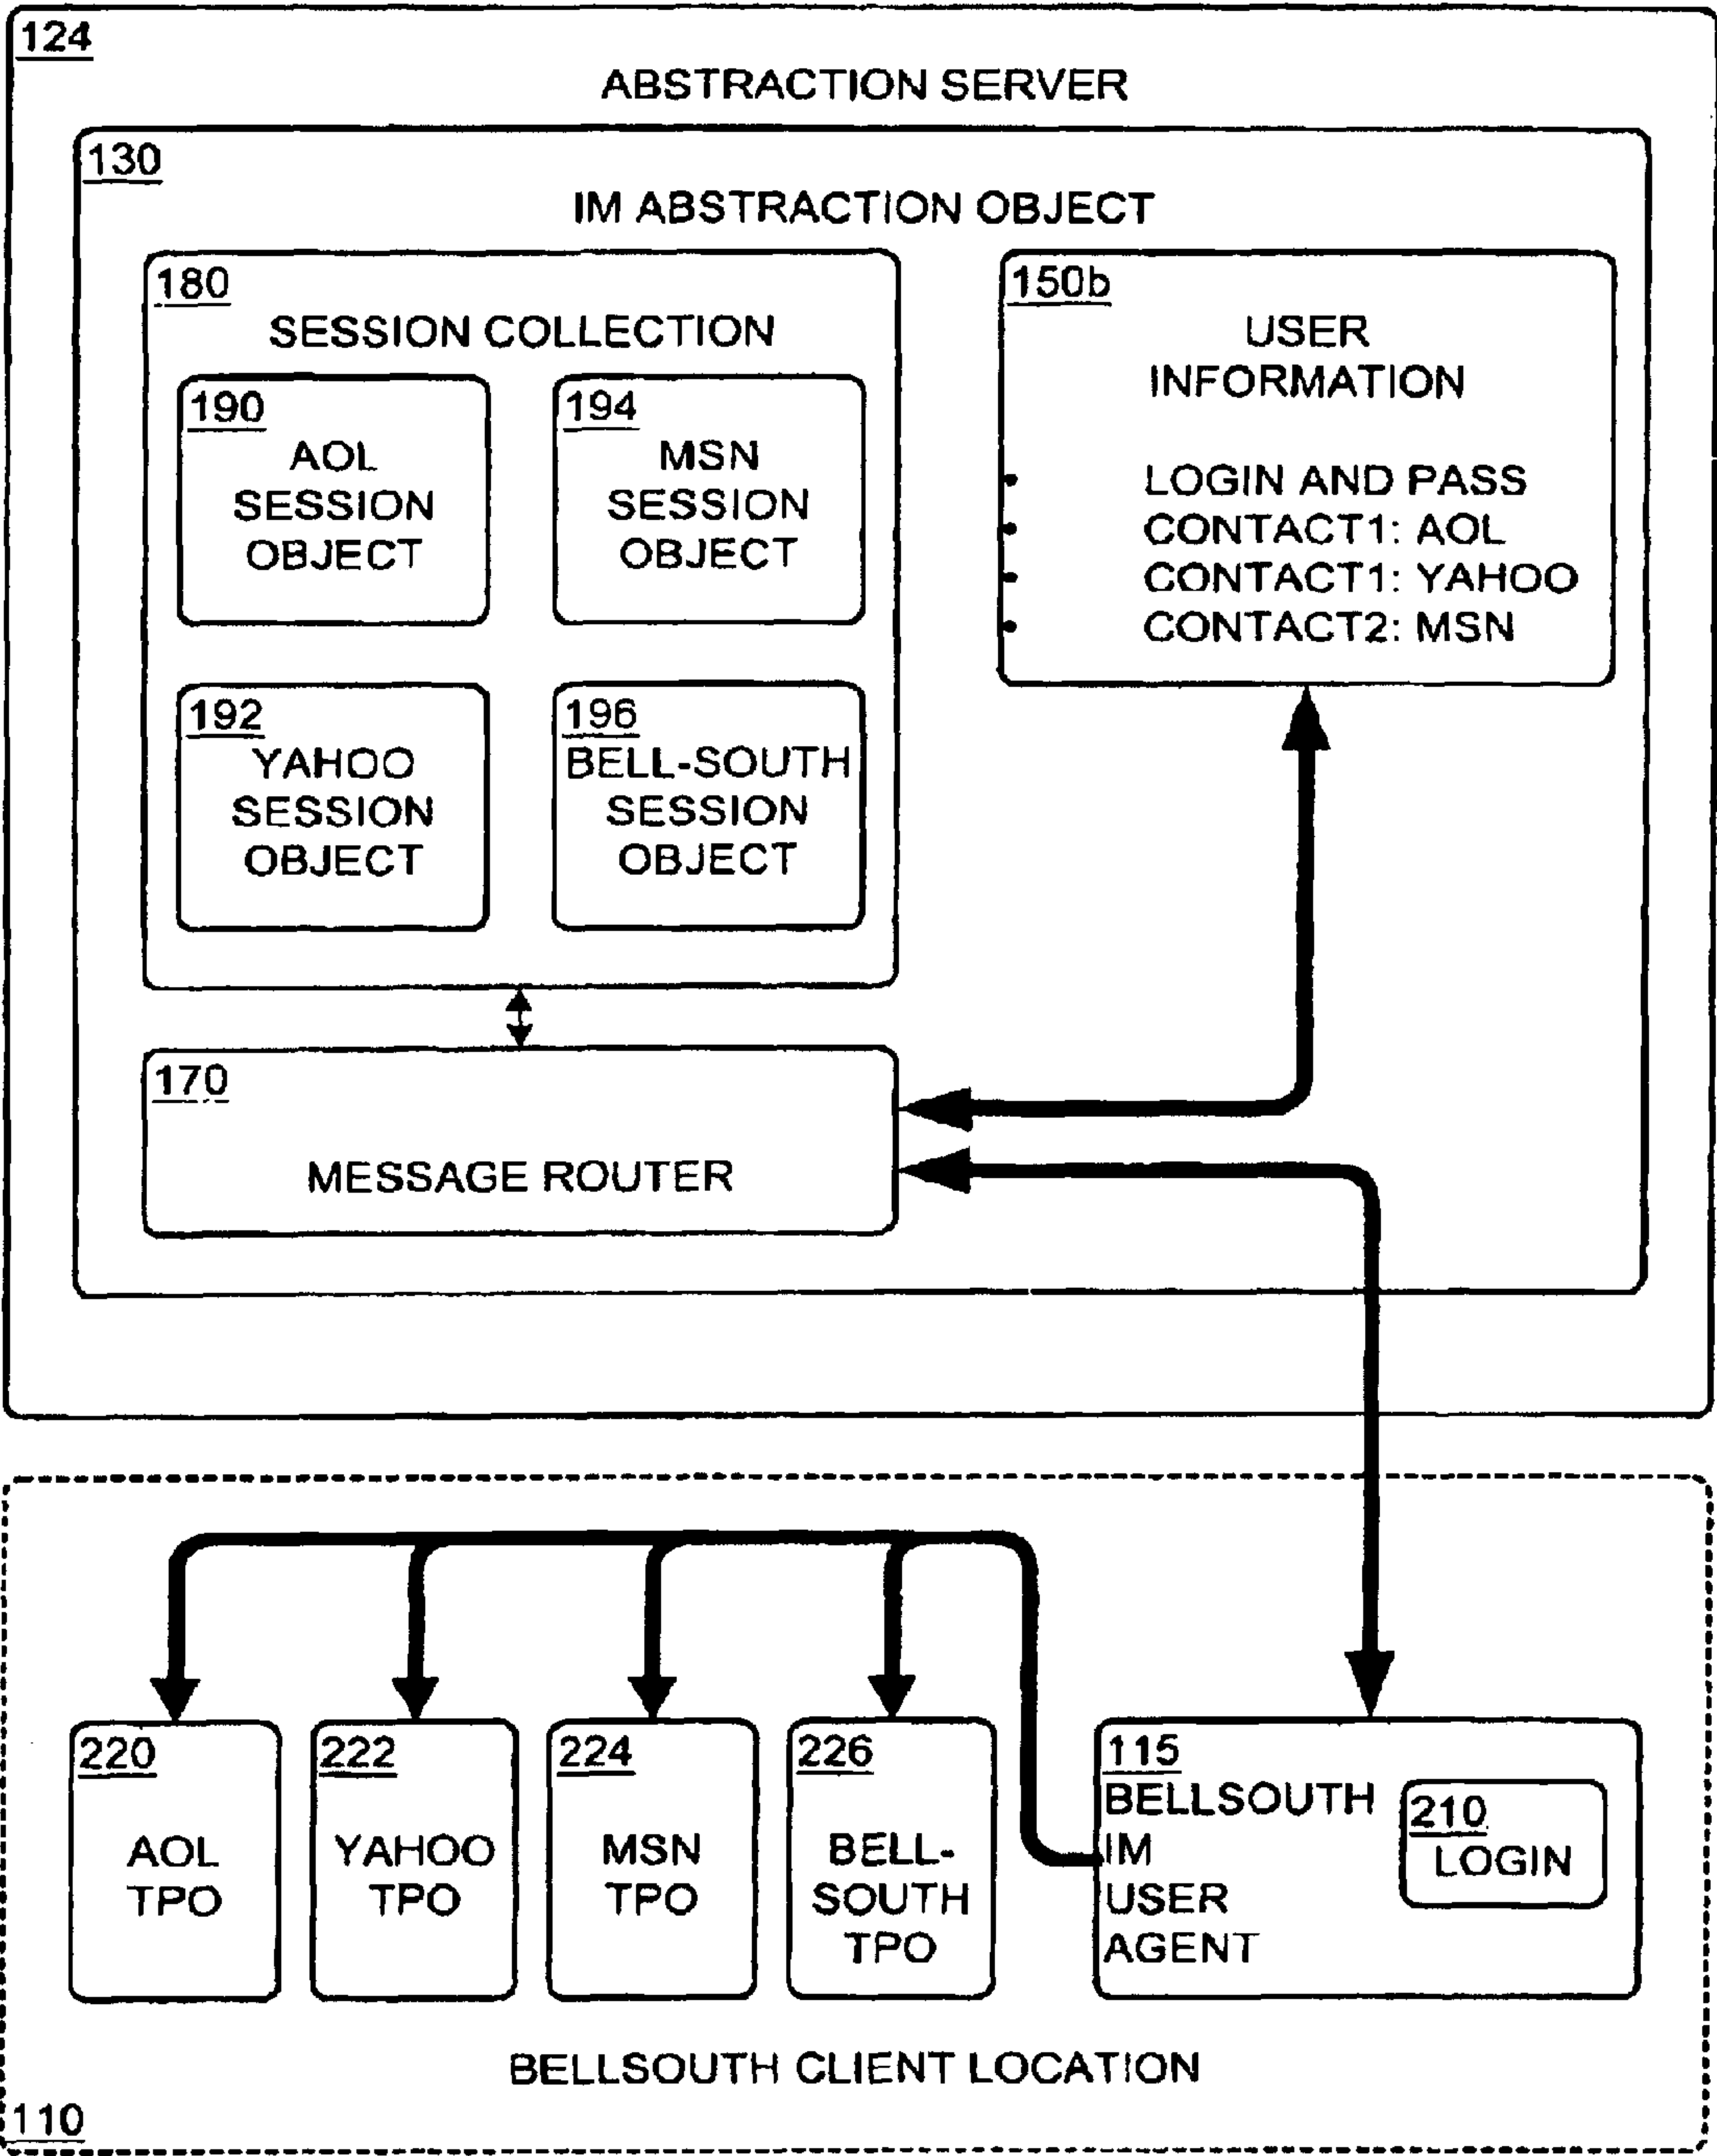 124
ABSTRACTION SERVER
130
IM ABSTRACTION OBJECT
180
SESSION COLLECTION
190
AOL
SESSION
OBJECT
194
MSN
SESSION
OBJECT
192
YAHOO
SESSION
OBJECT
196
BELL-SOUTH
SESSION
OBJECT
150b
USER
INFORMATION
• LOGIN AND PASS
• CONTACT1: AOL
• CONTACT1: YAHOO
• CONTACT2: MSN
170
MESSAGE ROUTER
220
AOL
TPO
222
YAHOO
TPO
224
MSN
TPO
226
BELL-
SOUTH
TPO
115
BELLSOUTH
IM
USER
AGENT
210
LOGIN
BELLSOUTH CLIENT LOCATION
110